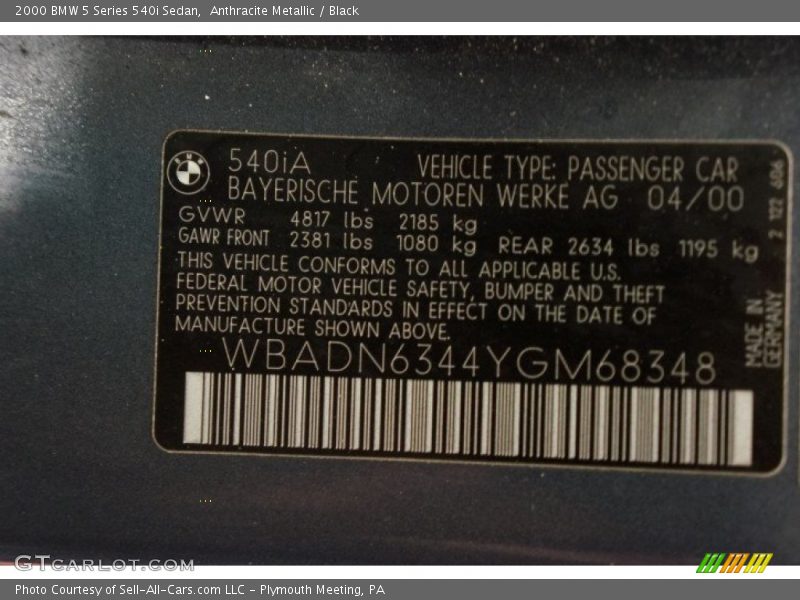 2000 BMW 5 Series 540i Sedan,  Anthracite Metallic / Black
BMW
540iA VEHICLE TYPE: PASSENGER CAR
BAYERISCHE MOTOREN WERKE AG 04/00
GVWR 4817 lbs 2185 kg
GAWR FRONT 2381 lbs 1080 kg REAR 2634 lbs 1195 kg
THIS VEHICLE CONFORMS TO ALL APPLICABLE U.S.
FEDERAL MOTOR VEHICLE SAFETY, BUMPER AND THEFT
PREVENTION STANDARDS IN EFFECT ON THE DATE OF
MANUFACTURE SHOWN ABOVE.
WBADN6344YGM68348
2 122 606
MADE IN
GERMANY
GTcarlot.com
Photo Courtesy of Sell-All-Cars.com LLC - Plymouth Meeting, PA